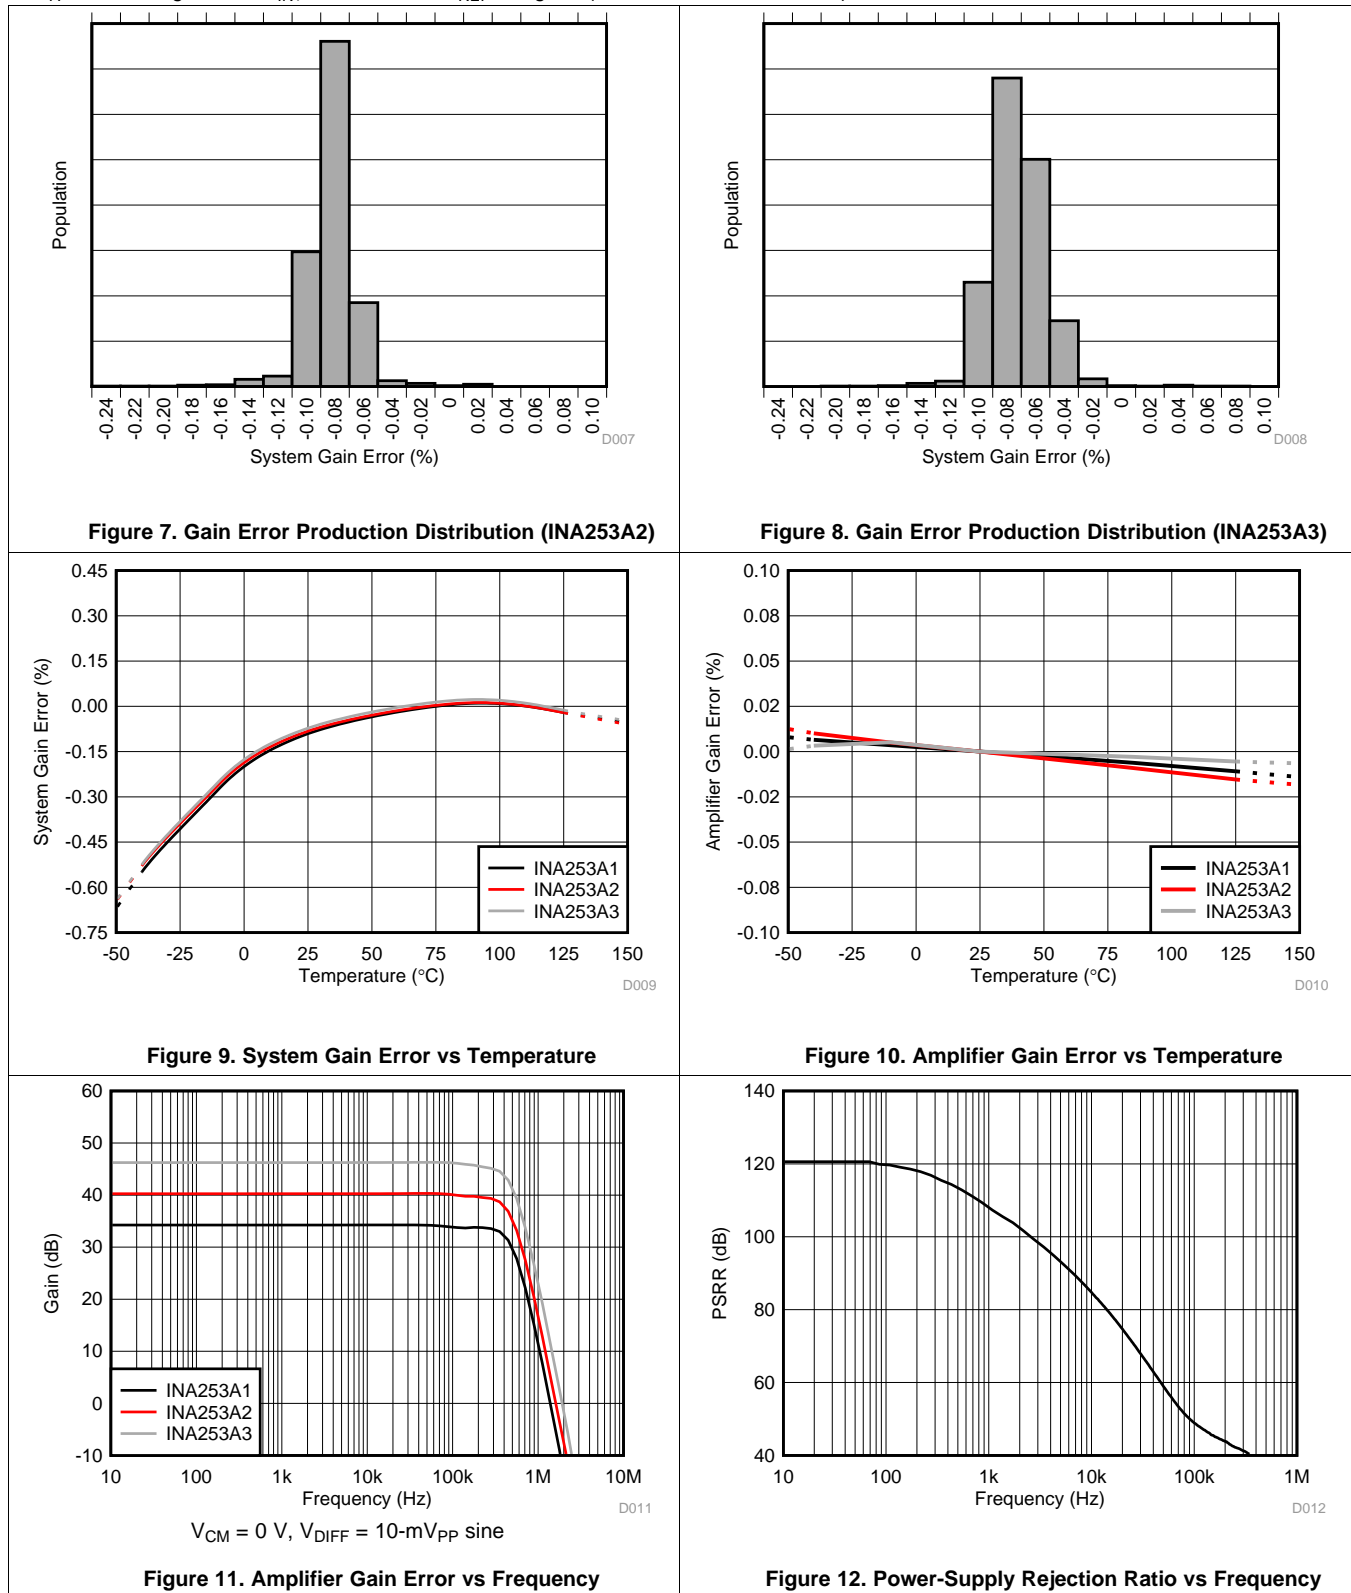 Population
-0.24 -0.22 -0.20 -0.18 -0.16 -0.14 -0.12 -0.10 -0.08 -0.06 -0.04 -0.02 0 0.02 0.04 0.06 0.08 0.10
D007
System Gain Error (%)
Figure 7. Gain Error Production Distribution (INA253A2)
Population
-0.24 -0.22 -0.20 -0.18 -0.16 -0.14 -0.12 -0.10 -0.08 -0.06 -0.04 -0.02 0 0.02 0.04 0.06 0.08 0.10
D008
System Gain Error (%)
Figure 8. Gain Error Production Distribution (INA253A3)
System Gain Error (%)
0.45
0.30
0.15
0.00
-0.15
-0.30
-0.45
-0.60
-0.75
INA253A1
INA253A2
INA253A3
-50 -25 0 25 50 75 100 125 150
Temperature (°C)
D009
Figure 9. System Gain Error vs Temperature
Amplifier Gain Error (%)
0.10
0.08
0.05
0.02
0.00
-0.02
-0.05
-0.08
-0.10
INA253A1
INA253A2
INA253A3
-50 -25 0 25 50 75 100 125 150
Temperature (°C)
D010
Figure 10. Amplifier Gain Error vs Temperature
Gain (dB)
60
50
40
30
20
10
0
-10
INA253A1
INA253A2
INA253A3
10 100 1k 10k 100k 1M 10M
Frequency (Hz)
D011
V_CM = 0 V, V_DIFF = 10-mV_PP sine
Figure 11. Amplifier Gain Error vs Frequency
PSRR (dB)
140
120
100
80
60
40
10 100 1k 10k 100k 1M
Frequency (Hz)
D012
Figure 12. Power-Supply Rejection Ratio vs Frequency